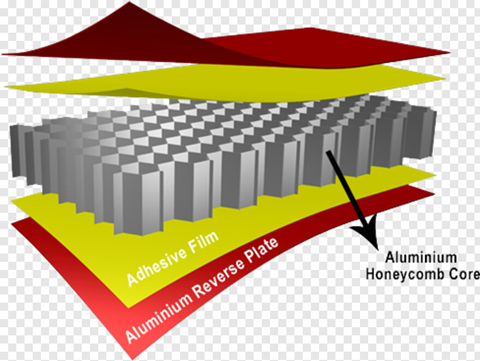 Adhesive Film
Aluminium Reverse Plate
Aluminium
Honeycomb Core